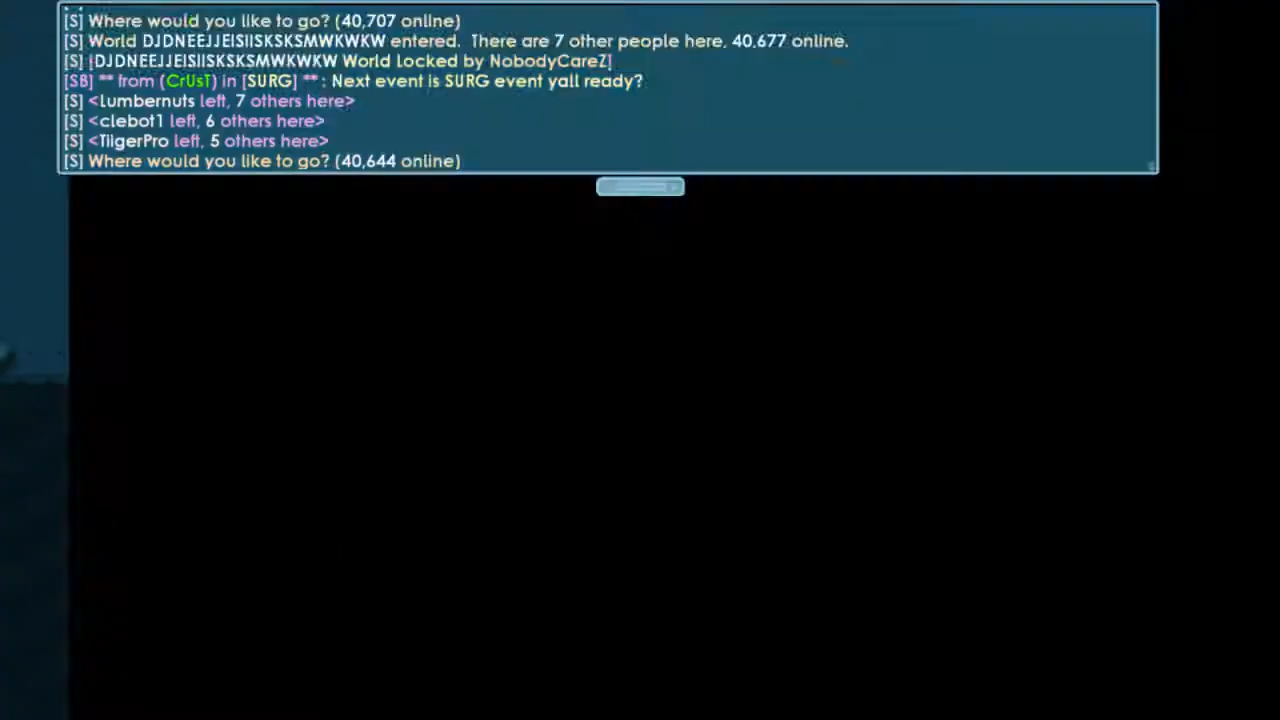 [S] Where would you like to go? (40,707 online)
[S] World DJDNEEJJEISIISKSKSMWKWKW entered. There are 7 other people here, 40,677 online.
[S] [DJDNEEJJEISIISKSKSMWKWKW World Locked by NobodyCareZ]
[SB] ** from (CrUsT) in [SURG] ** : Next event is SURG event yall ready?
[S] <Lumbernuts left, 7 others here>
[S] <clebot1 left, 6 others here>
[S] <TiigerPro left, 5 others here>
[S] Where would you like to go? (40,644 online)